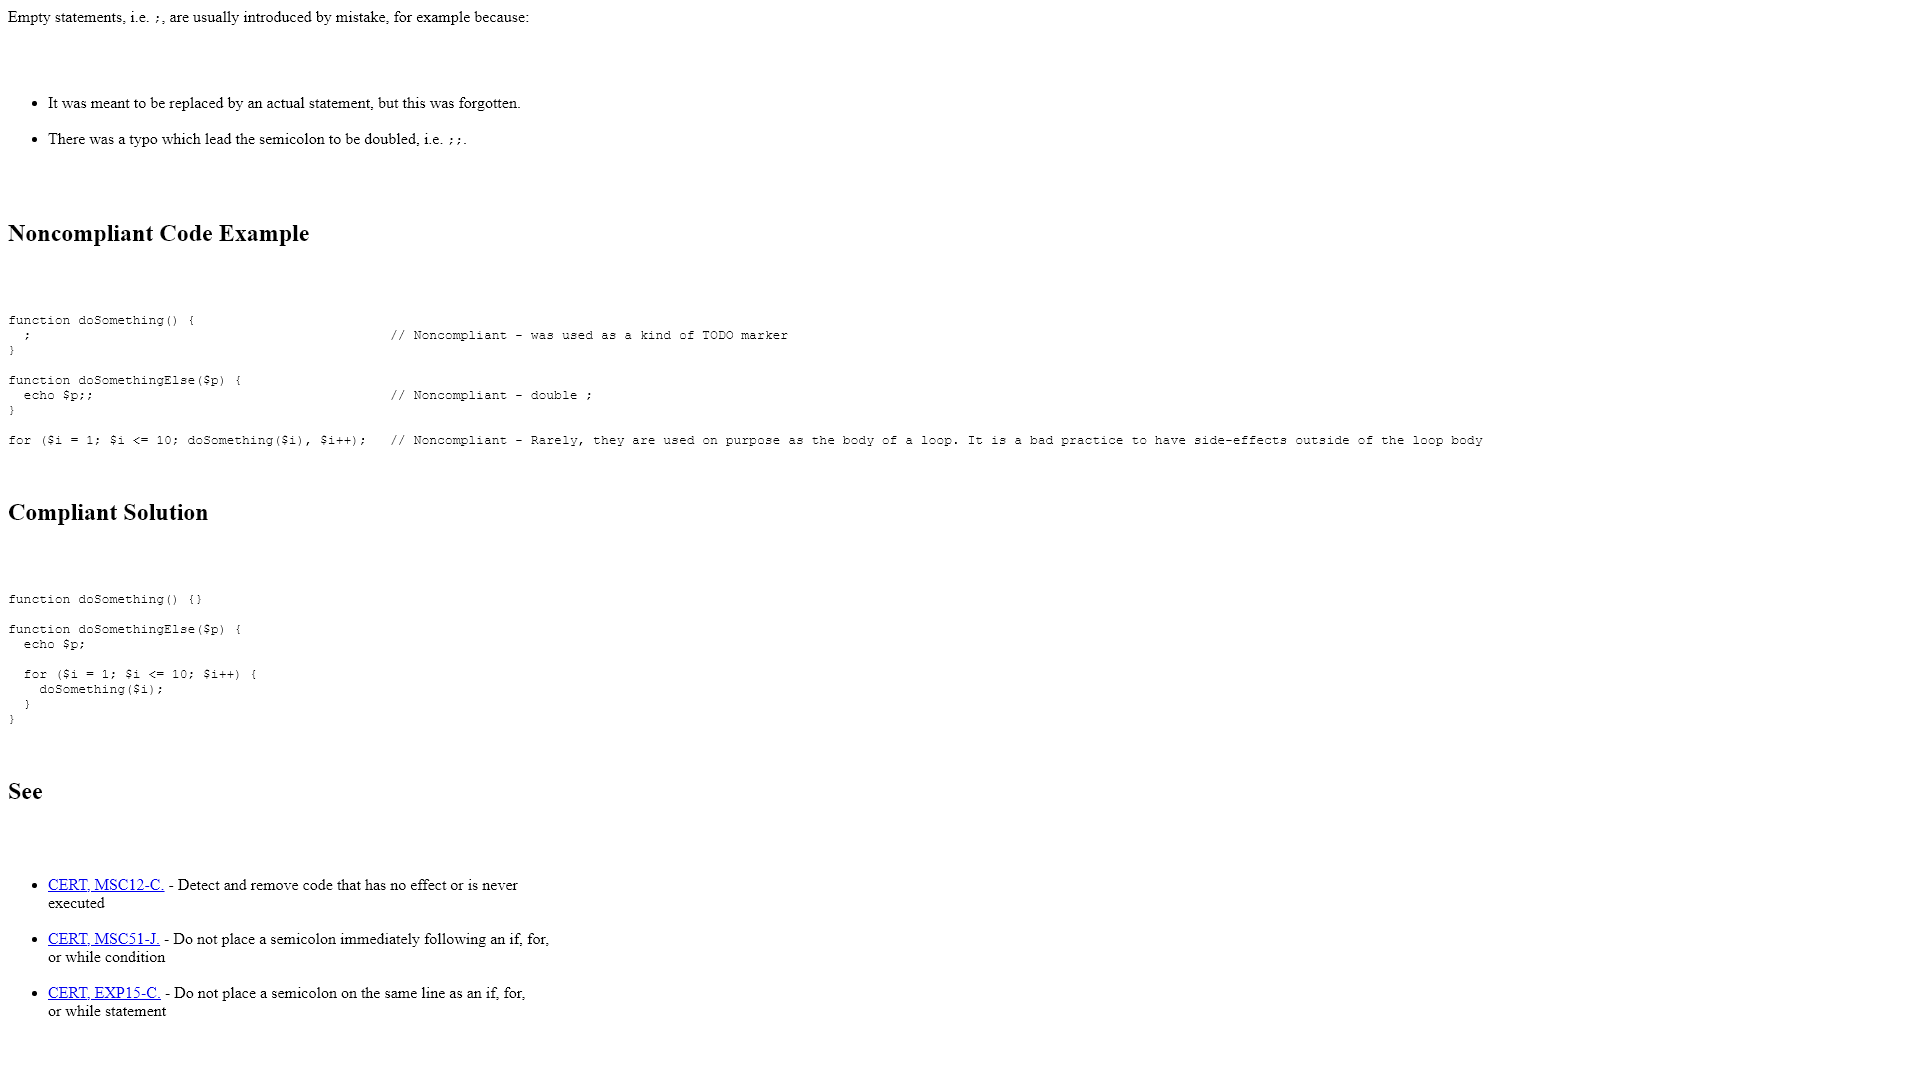 Empty statements, i.e. ;, are usually introduced by mistake, for example because:
• It was meant to be replaced by an actual statement, but this was forgotten.
• There was a typo which lead the semicolon to be doubled, i.e. ;;.
Noncompliant Code Example
function doSomething() {
  ;                                              // Noncompliant - was used as a kind of TODO marker
}
function doSomethingElse($p) {
  echo $p;;                                      // Noncompliant - double ;
}
for ($i = 1; $i <= 10; doSomething($i), $i++);   // Noncompliant - Rarely, they are used on purpose as the body of a loop. It is a bad practice to have side-effects outside of the loop body
Compliant Solution
function doSomething() {}
function doSomethingElse($p) {
  echo $p;
  for ($i = 1; $i <= 10; $i++) {
    doSomething($i);
  }
}
See
• CERT, MSC12-C. - Detect and remove code that has no effect or is never
executed
• CERT, MSC51-J. - Do not place a semicolon immediately following an if, for,
or while condition
• CERT, EXP15-C. - Do not place a semicolon on the same line as an if, for,
or while statement